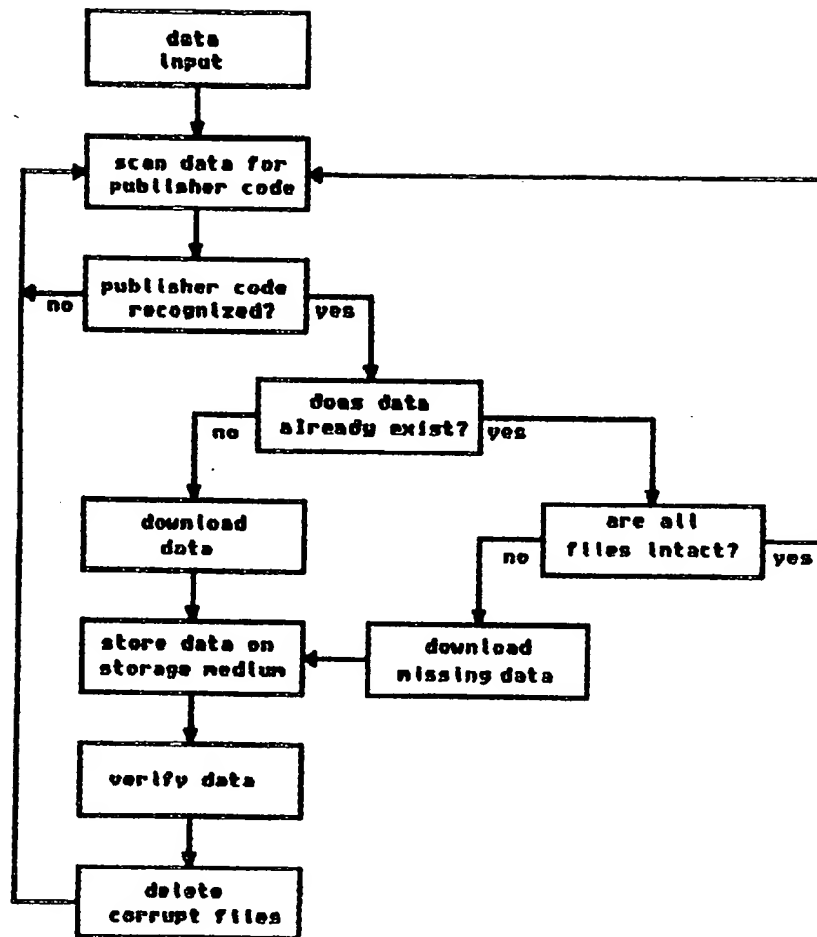 data
input
scan data for
publisher code
publisher code
recognized?
no
yes
does data
already exist?
no
yes
download
data
are all
files intact?
no
yes
store data on
storage medium
download
missing data
verify data
delete
corrupt files